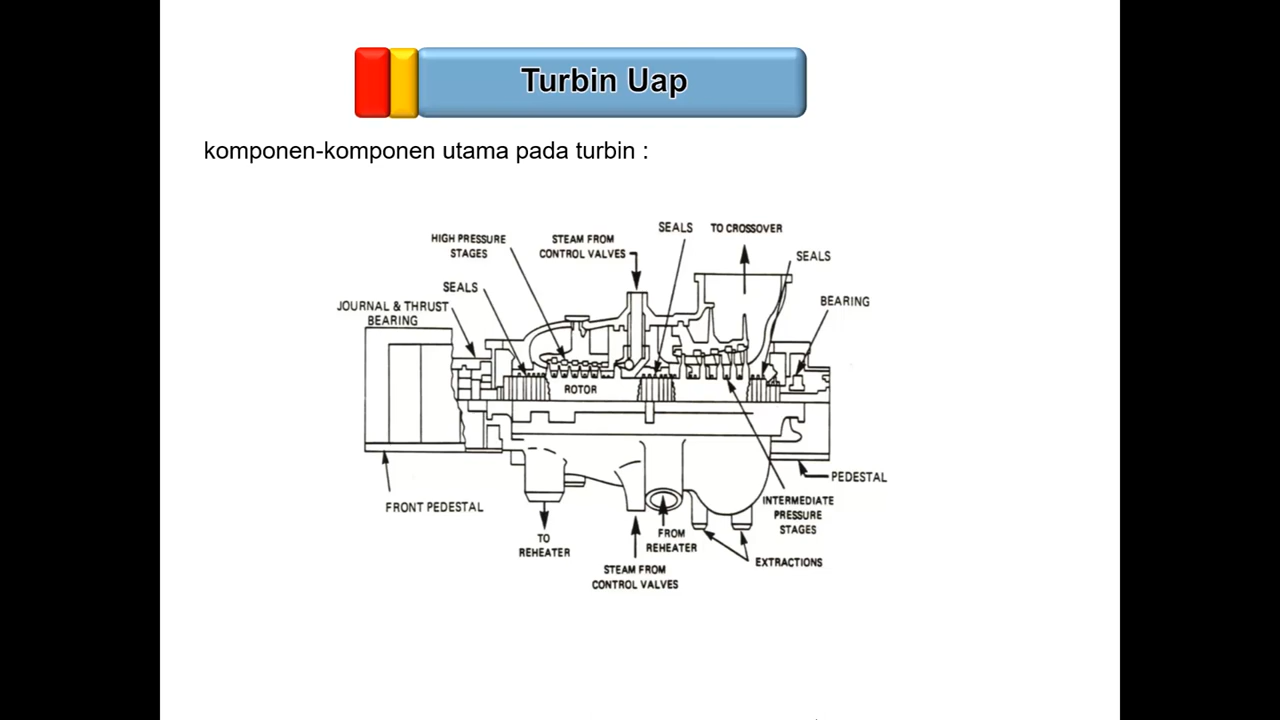 Turbin Uap
komponen-komponen utama pada turbin :
SEALS
TO CROSSOVER
HIGH PRESSURE
STAGES
STEAM FROM
CONTROL VALVES
SEALS
SEALS
JOURNAL & THRUST
BEARING
BEARING
ROTOR
PEDESTAL
FRONT PEDESTAL
INTERMEDIATE
PRESSURE
STAGES
TO
REHEATER
FROM
REHEATER
EXTRACTIONS
STEAM FROM
CONTROL VALVES